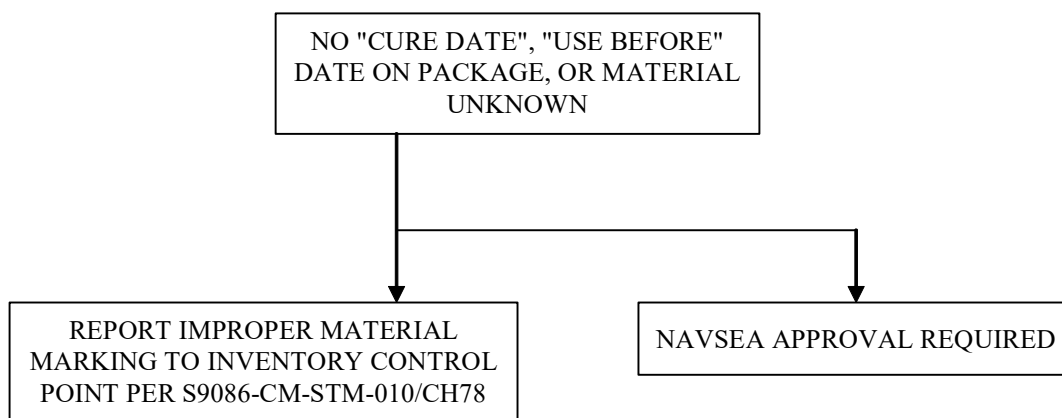 NO "CURE DATE", "USE BEFORE"
DATE ON PACKAGE, OR MATERIAL
UNKNOWN
REPORT IMPROPER MATERIAL
MARKING TO INVENTORY CONTROL
POINT PER S9086-CM-STM-010/CH78
NAVSEA APPROVAL REQUIRED